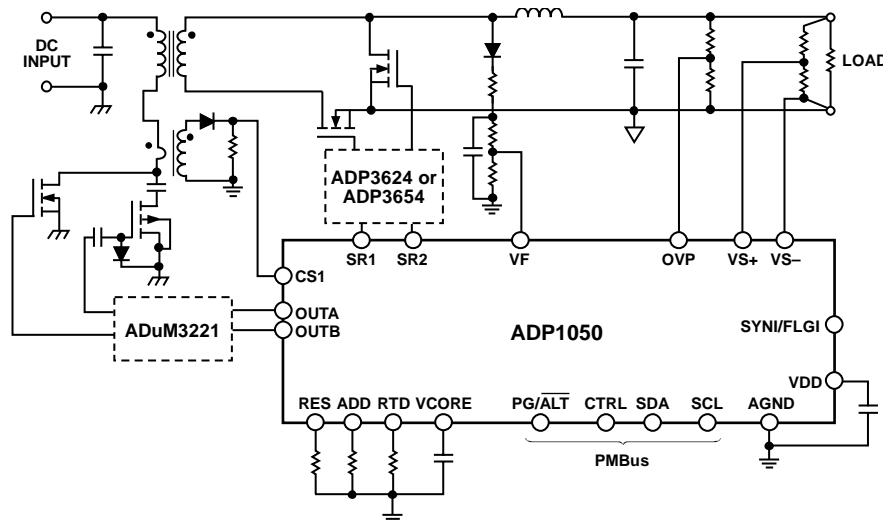 DC
INPUT
LOAD
ADP3624 or
ADP3654
SR1 SR2 VF OVP VS+ VS–
CS1
OUTA
OUTB
ADuM3221
ADP1050
SYNI/FLGI
VDD
RES ADD RTD VCORE PG/ALT CTRL SDA SCL AGND
PMBus